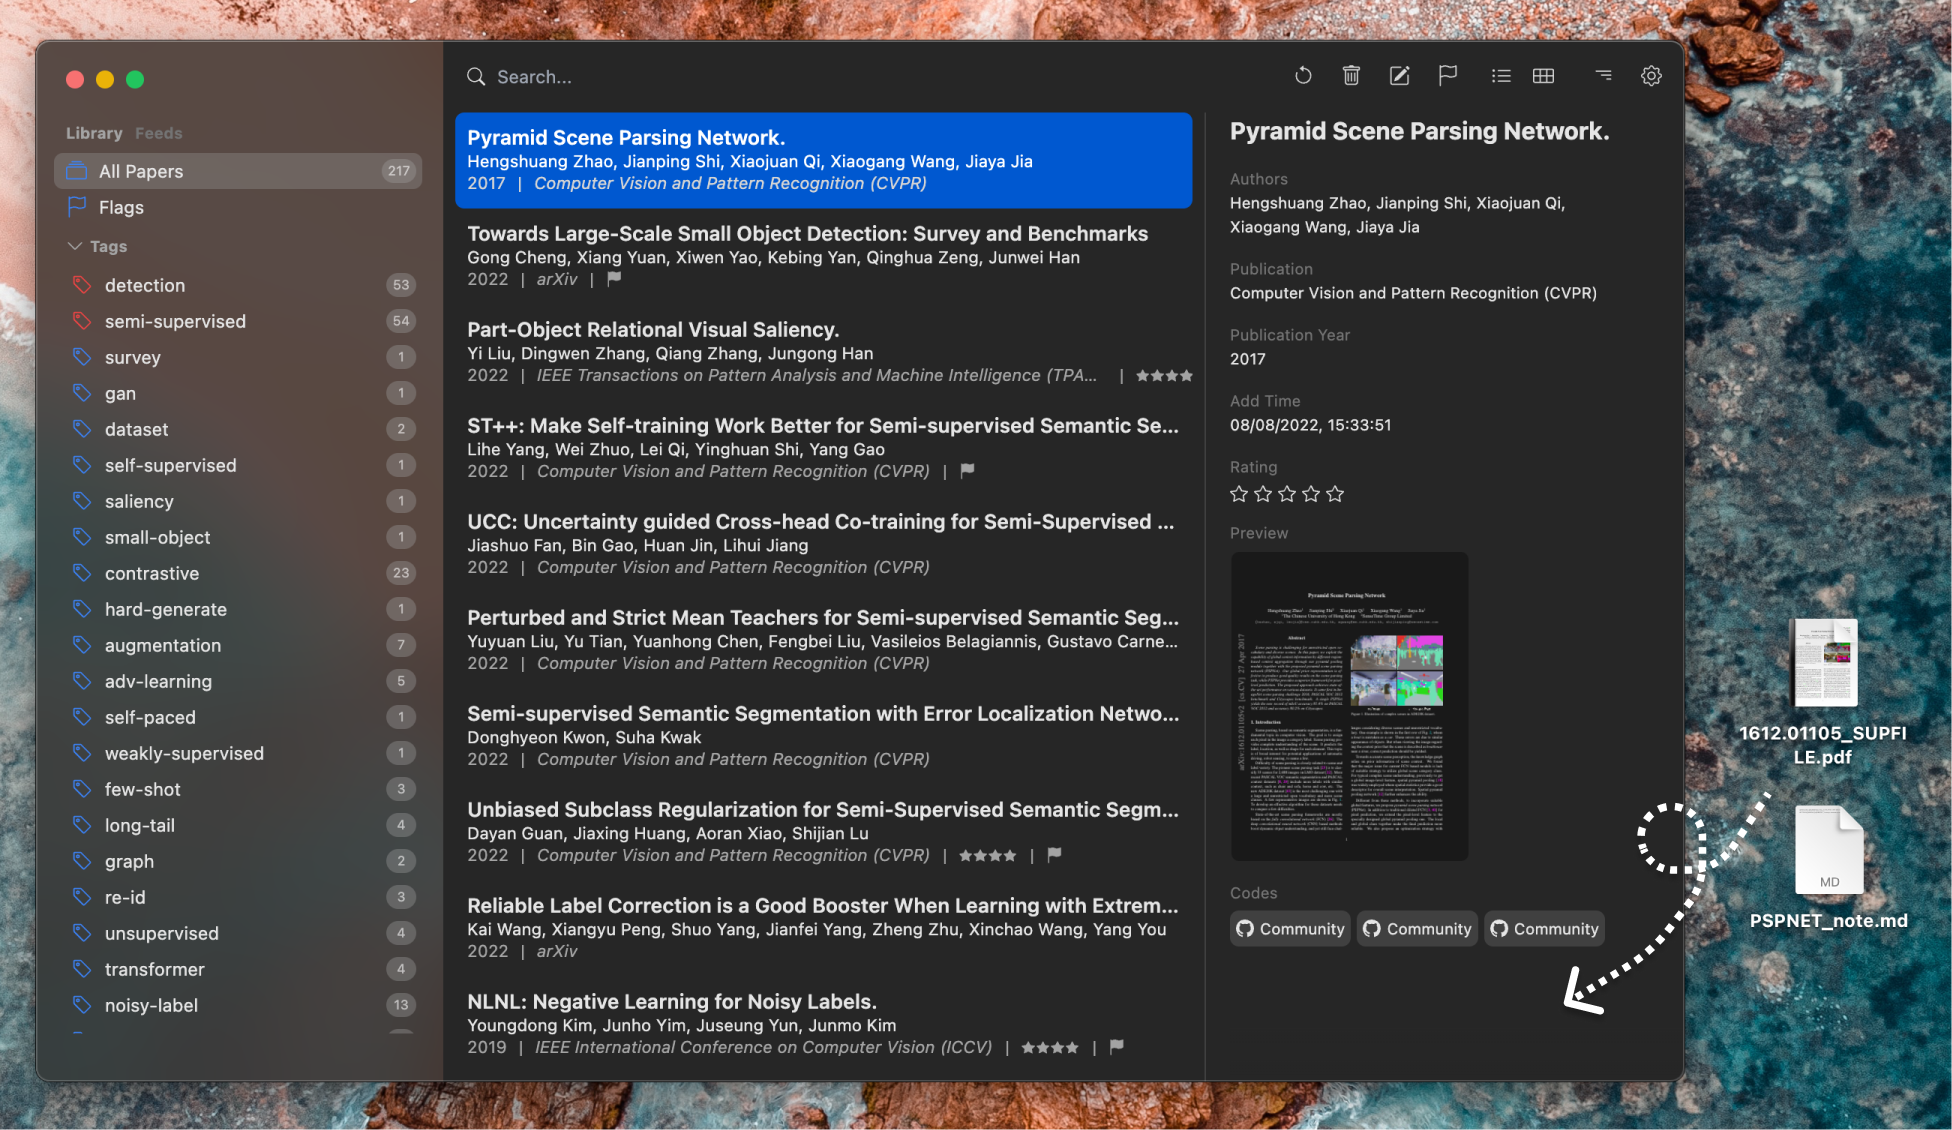 Search...
Library Feeds
All Papers 217
Flags
Tags
detection 53
semi-supervised 54
survey 1
gan 1
dataset 2
self-supervised 1
saliency 1
small-object 1
contrastive 23
hard-generate 1
augmentation 7
adv-learning 5
self-paced 1
weakly-supervised 1
few-shot 3
long-tail 4
graph 2
re-id 3
unsupervised 4
transformer 4
noisy-label 13
Pyramid Scene Parsing Network.
Hengshuang Zhao, Jianping Shi, Xiaojuan Qi, Xiaogang Wang, Jiaya Jia
2017 | Computer Vision and Pattern Recognition (CVPR)
Towards Large-Scale Small Object Detection: Survey and Benchmarks
Gong Cheng, Xiang Yuan, Xiwen Yao, Kebing Yan, Qinghua Zeng, Junwei Han
2022 | arXiv |
Part-Object Relational Visual Saliency.
Yi Liu, Dingwen Zhang, Qiang Zhang, Jungong Han
2022 | IEEE Transactions on Pattern Analysis and Machine Intelligence (TPA... | ★★★★
ST++: Make Self-training Work Better for Semi-supervised Semantic Se...
Lihe Yang, Wei Zhuo, Lei Qi, Yinghuan Shi, Yang Gao
2022 | Computer Vision and Pattern Recognition (CVPR) |
UCC: Uncertainty guided Cross-head Co-training for Semi-Supervised ...
Jiashuo Fan, Bin Gao, Huan Jin, Lihui Jiang
2022 | Computer Vision and Pattern Recognition (CVPR)
Perturbed and Strict Mean Teachers for Semi-supervised Semantic Seg...
Yuyuan Liu, Yu Tian, Yuanhong Chen, Fengbei Liu, Vasileios Belagiannis, Gustavo Carne...
2022 | Computer Vision and Pattern Recognition (CVPR)
Semi-supervised Semantic Segmentation with Error Localization Netwo...
Donghyeon Kwon, Suha Kwak
2022 | Computer Vision and Pattern Recognition (CVPR)
Unbiased Subclass Regularization for Semi-Supervised Semantic Segm...
Dayan Guan, Jiaxing Huang, Aoran Xiao, Shijian Lu
2022 | Computer Vision and Pattern Recognition (CVPR) | ★★★★ |
Reliable Label Correction is a Good Booster When Learning with Extrem...
Kai Wang, Xiangyu Peng, Shuo Yang, Jianfei Yang, Zheng Zhu, Xinchao Wang, Yang You
2022 | arXiv
NLNL: Negative Learning for Noisy Labels.
Youngdong Kim, Junho Yim, Juseung Yun, Junmo Kim
2019 | IEEE International Conference on Computer Vision (ICCV) | ★★★★ |
Pyramid Scene Parsing Network.
Authors
Hengshuang Zhao, Jianping Shi, Xiaojuan Qi,
Xiaogang Wang, Jiaya Jia
Publication
Computer Vision and Pattern Recognition (CVPR)
Publication Year
2017
Add Time
08/08/2022, 15:33:51
Rating
☆☆☆☆☆
Preview
Pyramid Scene Parsing Network
Abstract
1. Introduction
arXiv:1612.01105v2 [cs.CV] 27 Apr 2017
Codes
Community Community Community
1612.01105_SUPFI
LE.pdf
MD
PSPNET_note.md